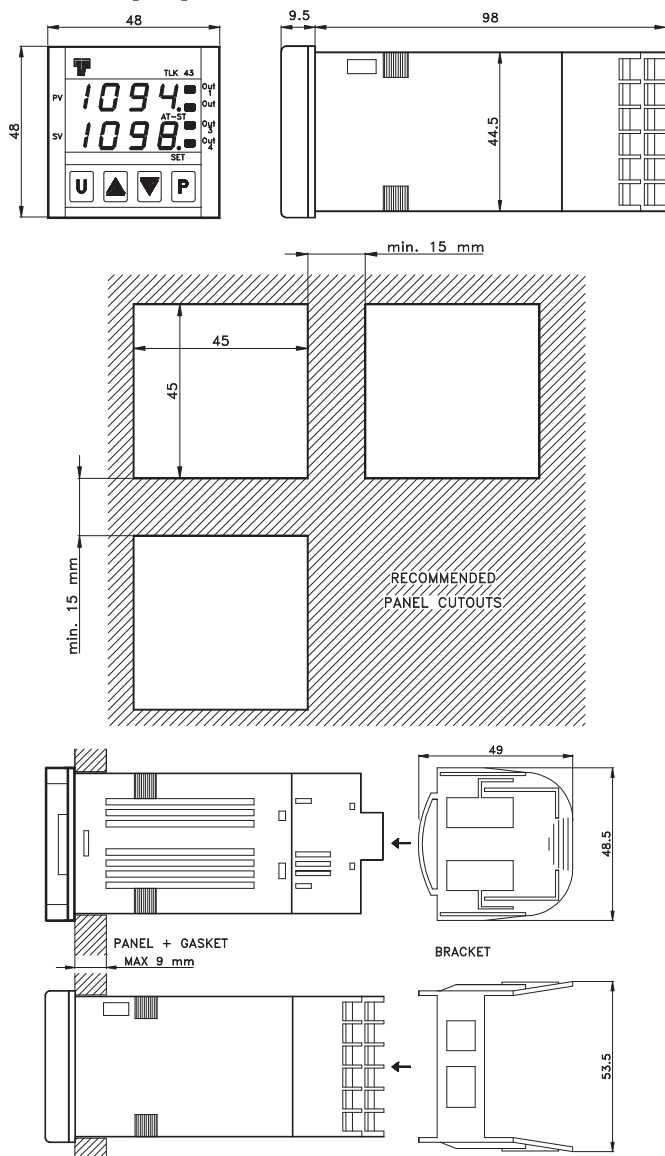 48
9.5
98
48
44.5
TLK 43
PV
1094.
Out
1
Out
AT-ST
SV
1098.
Out
3
Out
4
SET
U
P
min. 15 mm
45
45
min. 15 mm
RECOMMENDED
PANEL CUTOUTS
49
48.5
PANEL + GASKET
MAX 9 mm
BRACKET
53.5